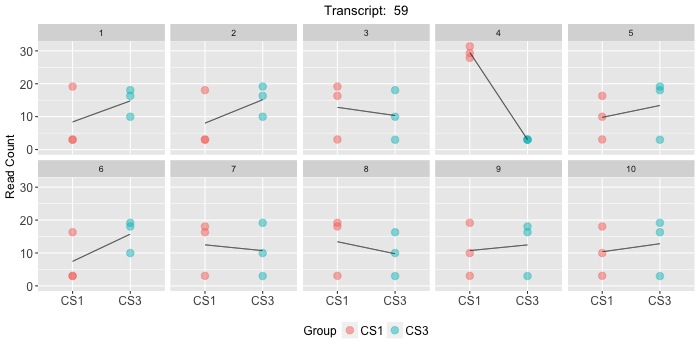 Transcript: 59
1 2 3 4 5
30
20
10
0
Read Count
6 7 8 9 10
30
20
10
0
CS1 CS3 CS1 CS3 CS1 CS3 CS1 CS3 CS1 CS3
Group CS1 CS3